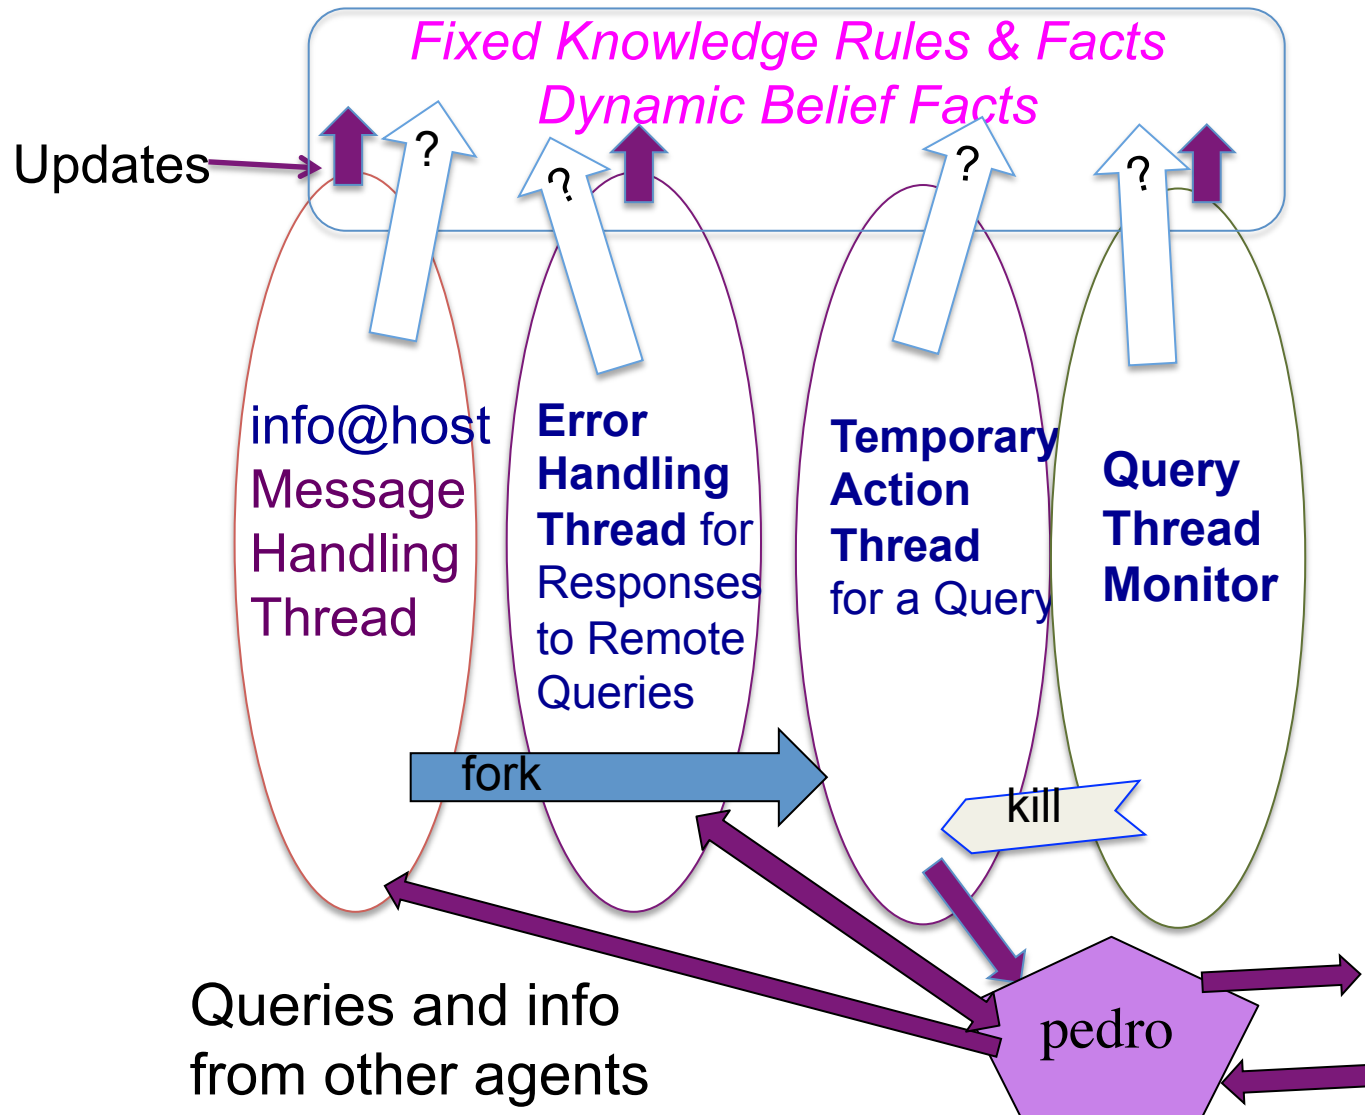 Fixed Knowledge Rules & Facts
Dynamic Belief Facts
Updates
?
?
?
?
info@host
Message
Handling
Thread
Error
Handling
Thread for
Responses
to Remote
Queries
Temporary
Action
Thread
for a Query
Query
Thread
Monitor
fork
kill
Queries and info
from other agents
pedro